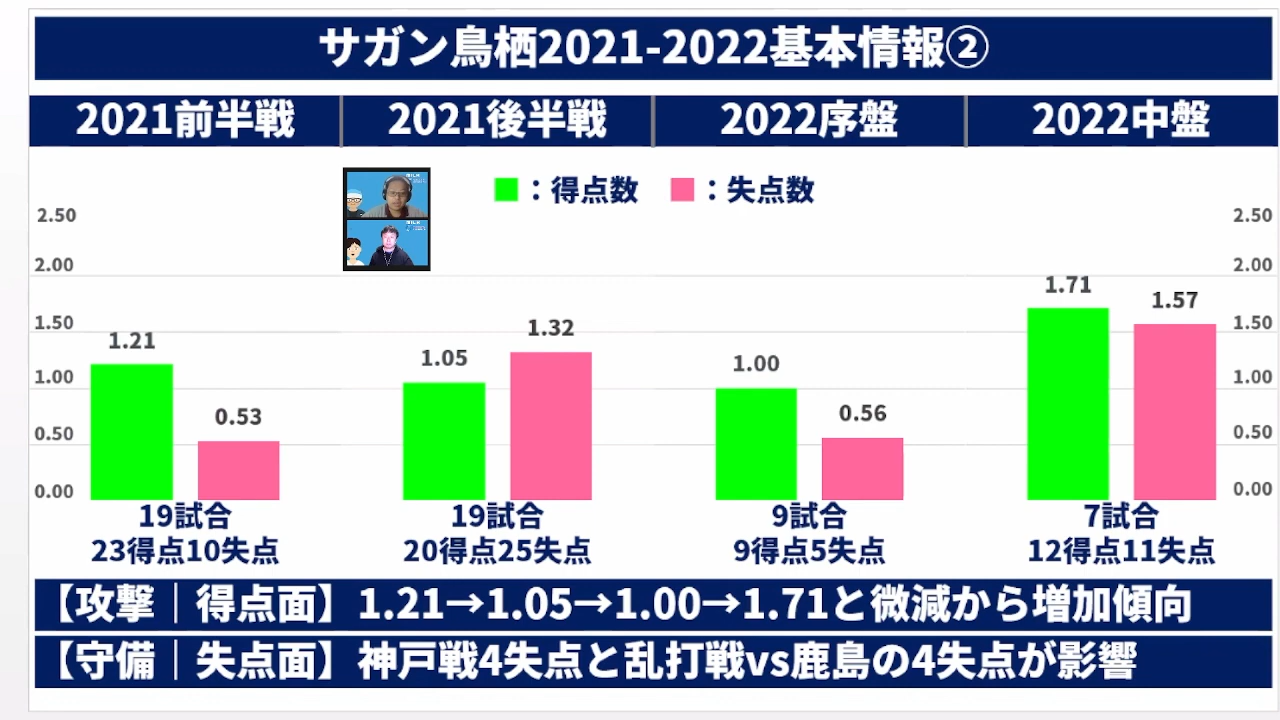 サガン鳥栖2021-2022基本情報②
2021前半戦 2021後半戦 2022序盤 2022中盤
：得点数 ：失点数
2.50 2.50
2.00 2.00
1.50 1.50
1.00 1.00
0.50 0.50
0.00 0.00
1.21 0.53 1.05 1.32 1.00 0.56 1.71 1.57
19試合 19試合 9試合 7試合
23得点10失点 20得点25失点 9得点5失点 12得点11失点
【攻撃｜得点面】1.21→1.05→1.00→1.71と微減から増加傾向
【守備｜失点面】神戸戦4失点と乱打戦vs鹿島の4失点が影響